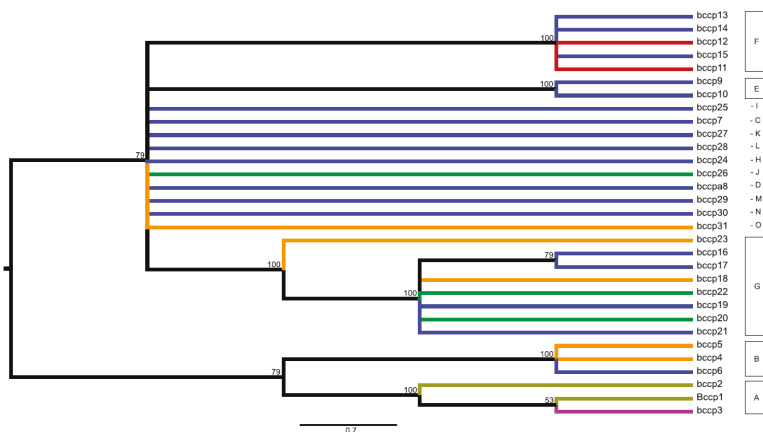 bccp13
bccp14
100 bccp12 F
bccp15
bccp11
100 bccp9 E
bccp10
bccp25 - I
bccp7 - C
bccp27 - K
79 bccp28 - L
bccp24 - H
bccp26 - J
bccpa8 - D
bccp29 - M
bccp30 - N
bccp31 - O
bccp23
79 bccp16
100 bccp17
bccp18 G
100 bccp22
bccp19
bccp20
bccp21
bccp5
100 bccp4 B
79 bccp6
100 bccp2
53 Bccp1 A
bccp3
0.7